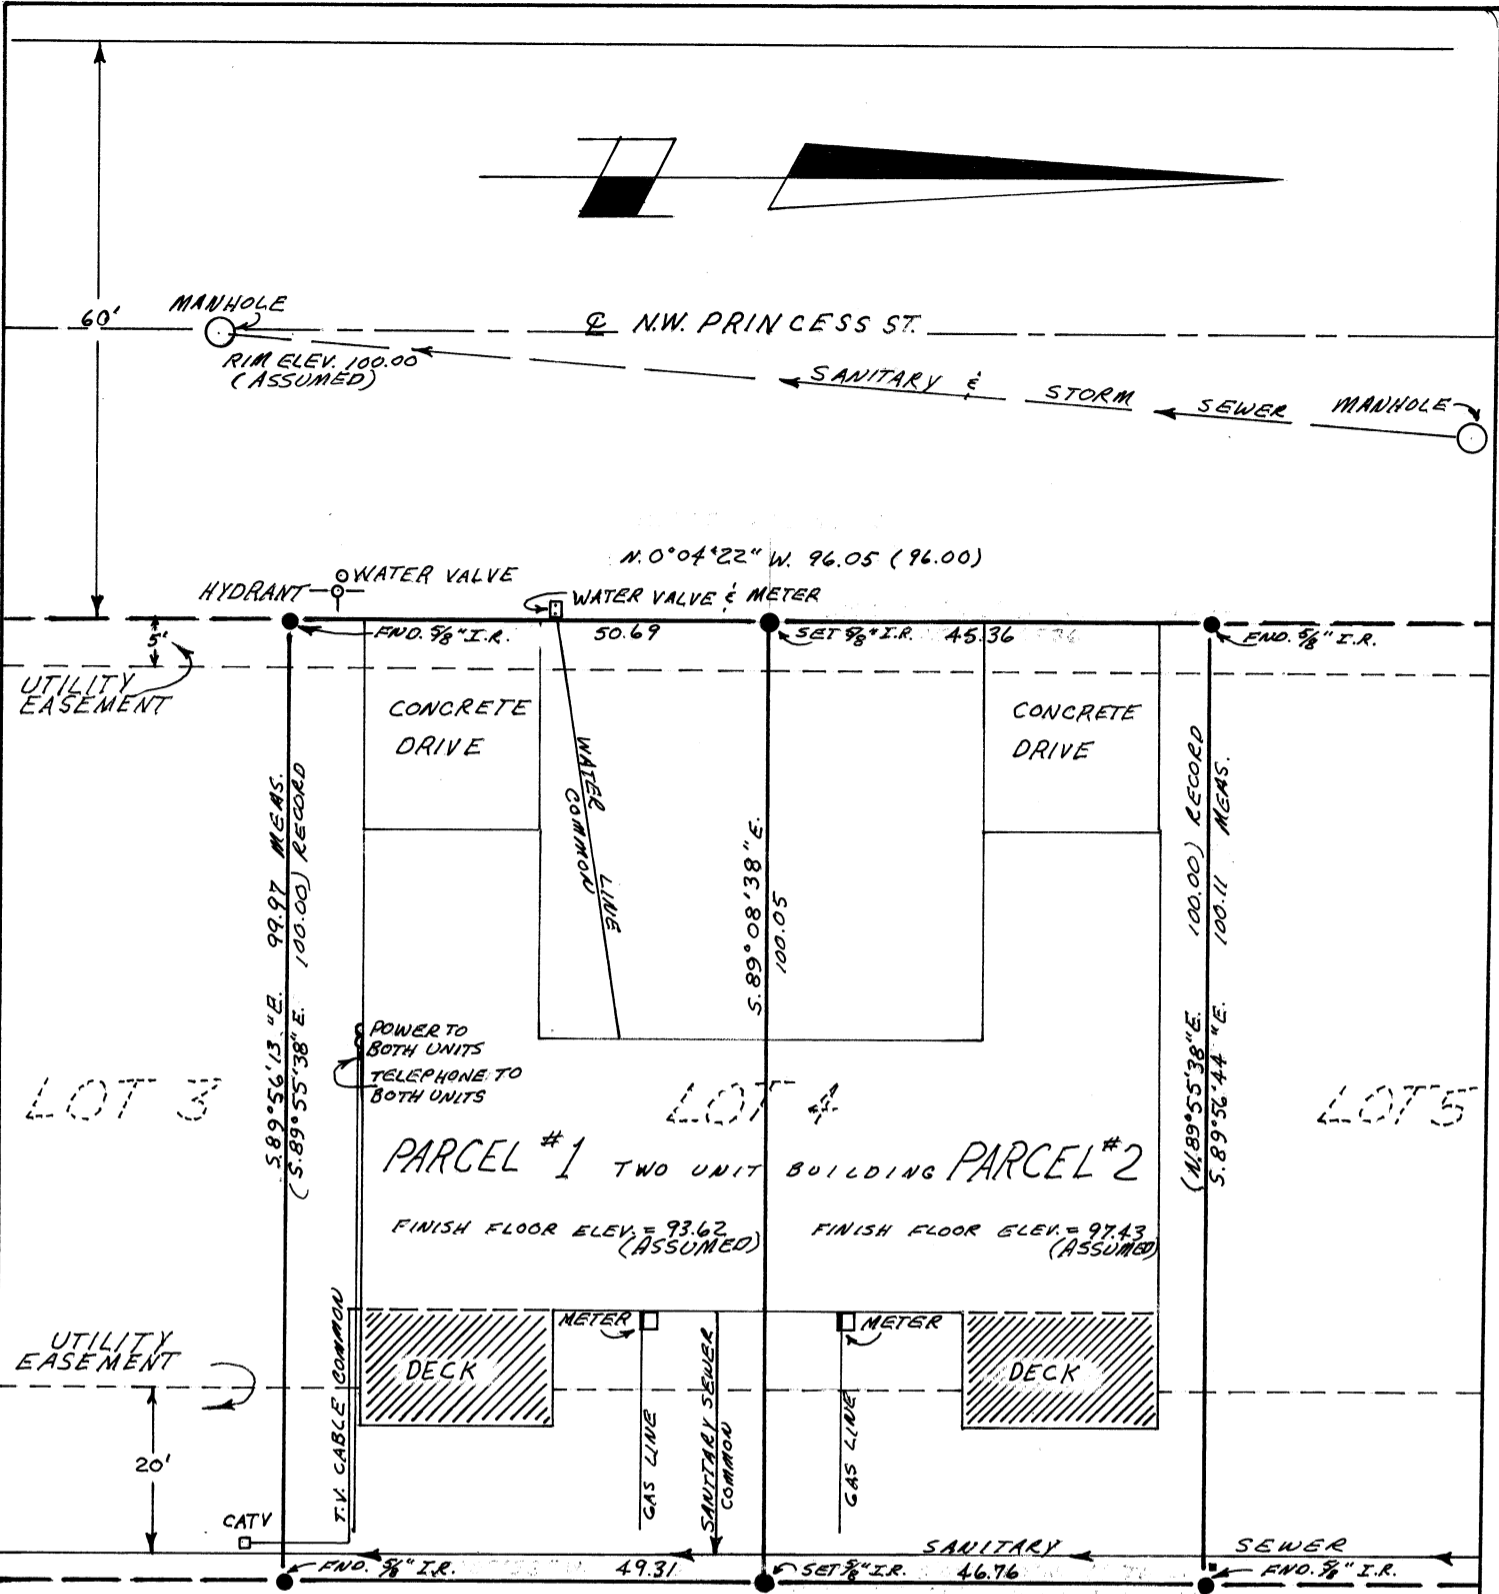 60'
MANHOLE
℄ N.W. PRINCESS ST.
RIM ELEV. 100.00
(ASSUMED)
SANITARY &
STORM
SEWER
MANHOLE
N. 0°04'22" W. 96.05 (96.00)
WATER VALVE
HYDRANT
WATER VALVE & METER
5'
FND. 5/8" I.R.
50.69
SET 5/8" I.R.
45.36
FND. 5/8" I.R.
UTILITY
EASEMENT
CONCRETE
DRIVE
CONCRETE
DRIVE
WATER LINE
COMMON
S.89°56'13"E. 99.97 MEAS.
(S.89°55'38"E. 100.00) RECORD
S.89°08'38"E.
100.05
(N.89°55'38"E. 100.00) RECORD
S.89°56'44"E. 100.11 MEAS.
POWER TO
BOTH UNITS
TELEPHONE TO
BOTH UNITS
LOT 3
LOT 4
LOT 5
PARCEL #1
TWO UNIT BUILDING
PARCEL #2
FINISH FLOOR ELEV. = 93.62
(ASSUMED)
FINISH FLOOR ELEV. = 97.43
(ASSUMED)
UTILITY
EASEMENT
T.V. CABLE COMMON
METER
METER
DECK
DECK
GAS LINE
SANITARY SEWER
COMMON
GAS LINE
20'
CATV
SANITARY
SEWER
FND. 5/8" I.R.
49.31
SET 5/8" I.R.
46.76
FND. 5/8" I.R.